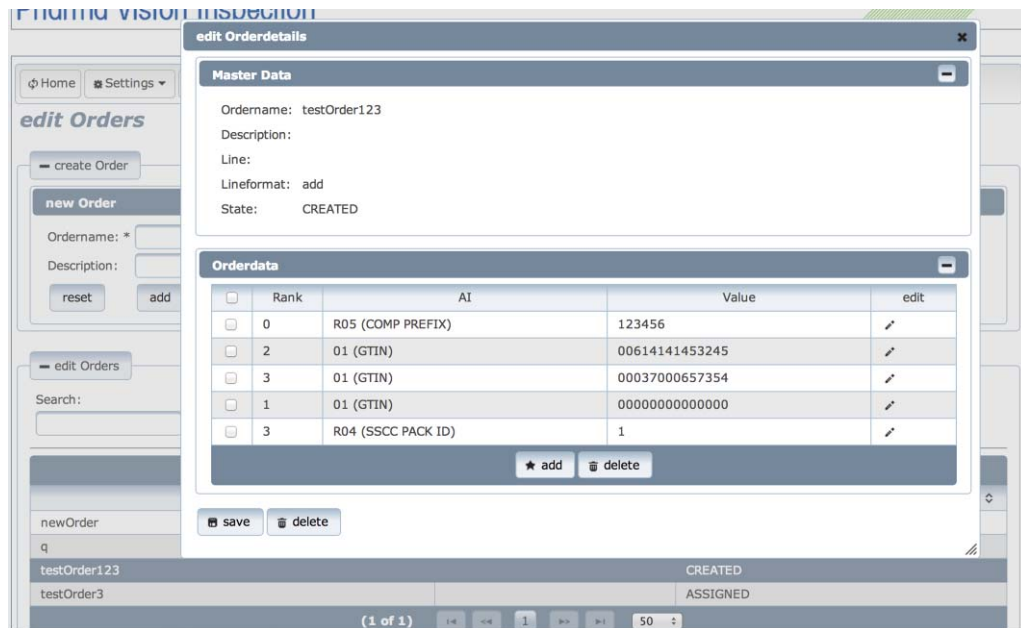 Pharma Vision Inspection
edit Orderdetails
Home Settings
Master Data
Ordername: testOrder123
Description:
Line:
Lineformat: add
State: CREATED
edit Orders
create Order
new Order
Ordername: *
Description:
reset add
Orderdata
Rank AI Value edit
0 R05 (COMP PREFIX) 123456
2 01 (GTIN) 00614141453245
3 01 (GTIN) 00037000657354
1 01 (GTIN) 00000000000000
3 R04 (SSCC PACK ID) 1
add delete
edit Orders
Search:
save delete
newOrder
q
testOrder123 CREATED
testOrder3 ASSIGNED
(1 of 1) 1 50